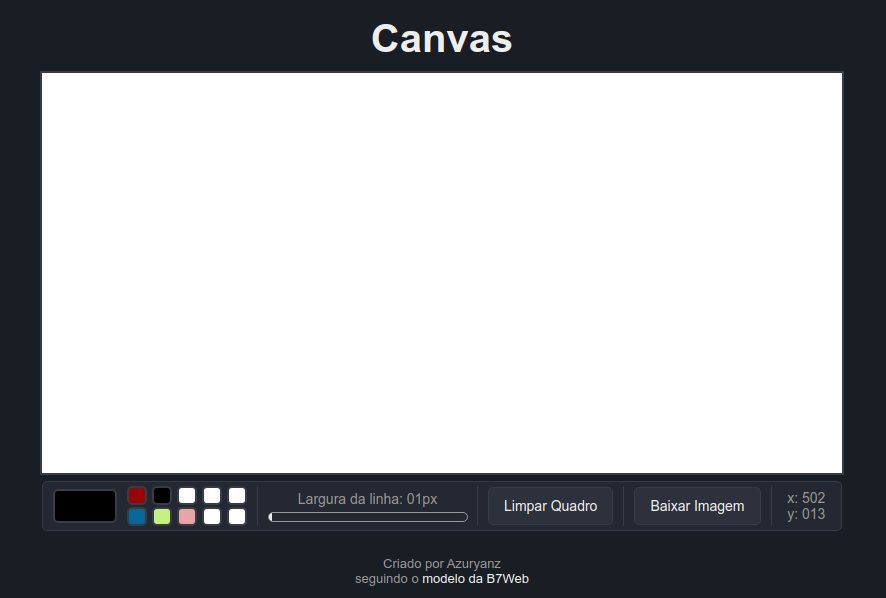 Canvas
Largura da linha: 01px
Limpar Quadro
Baixar Imagem
x: 502
y: 013
Criado por Azuryanz
seguindo o modelo da B7Web